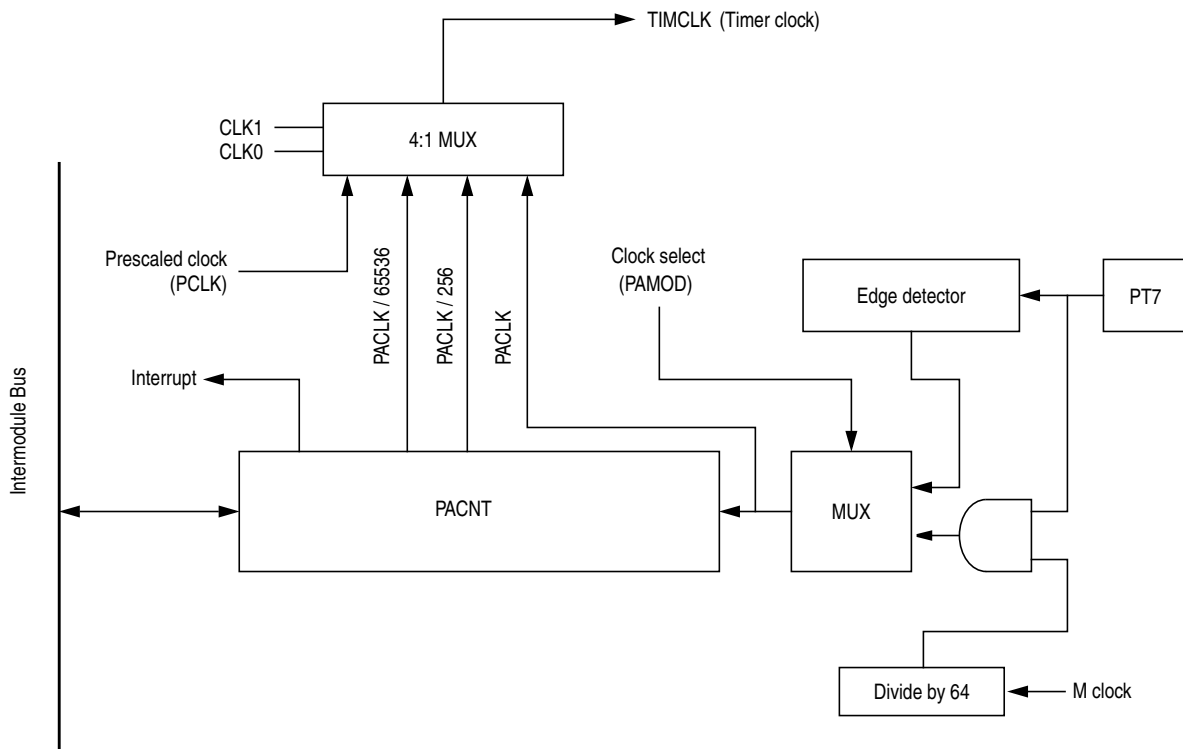 TIMCLK (Timer clock)
CLK1
CLK0
4:1 MUX
Prescaled clock
(PCLK)
PACLK / 65536
PACLK / 256
PACLK
Clock select
(PAMOD)
Edge detector
PT7
Interrupt
Intermodule Bus
PACNT
MUX
Divide by 64
M clock